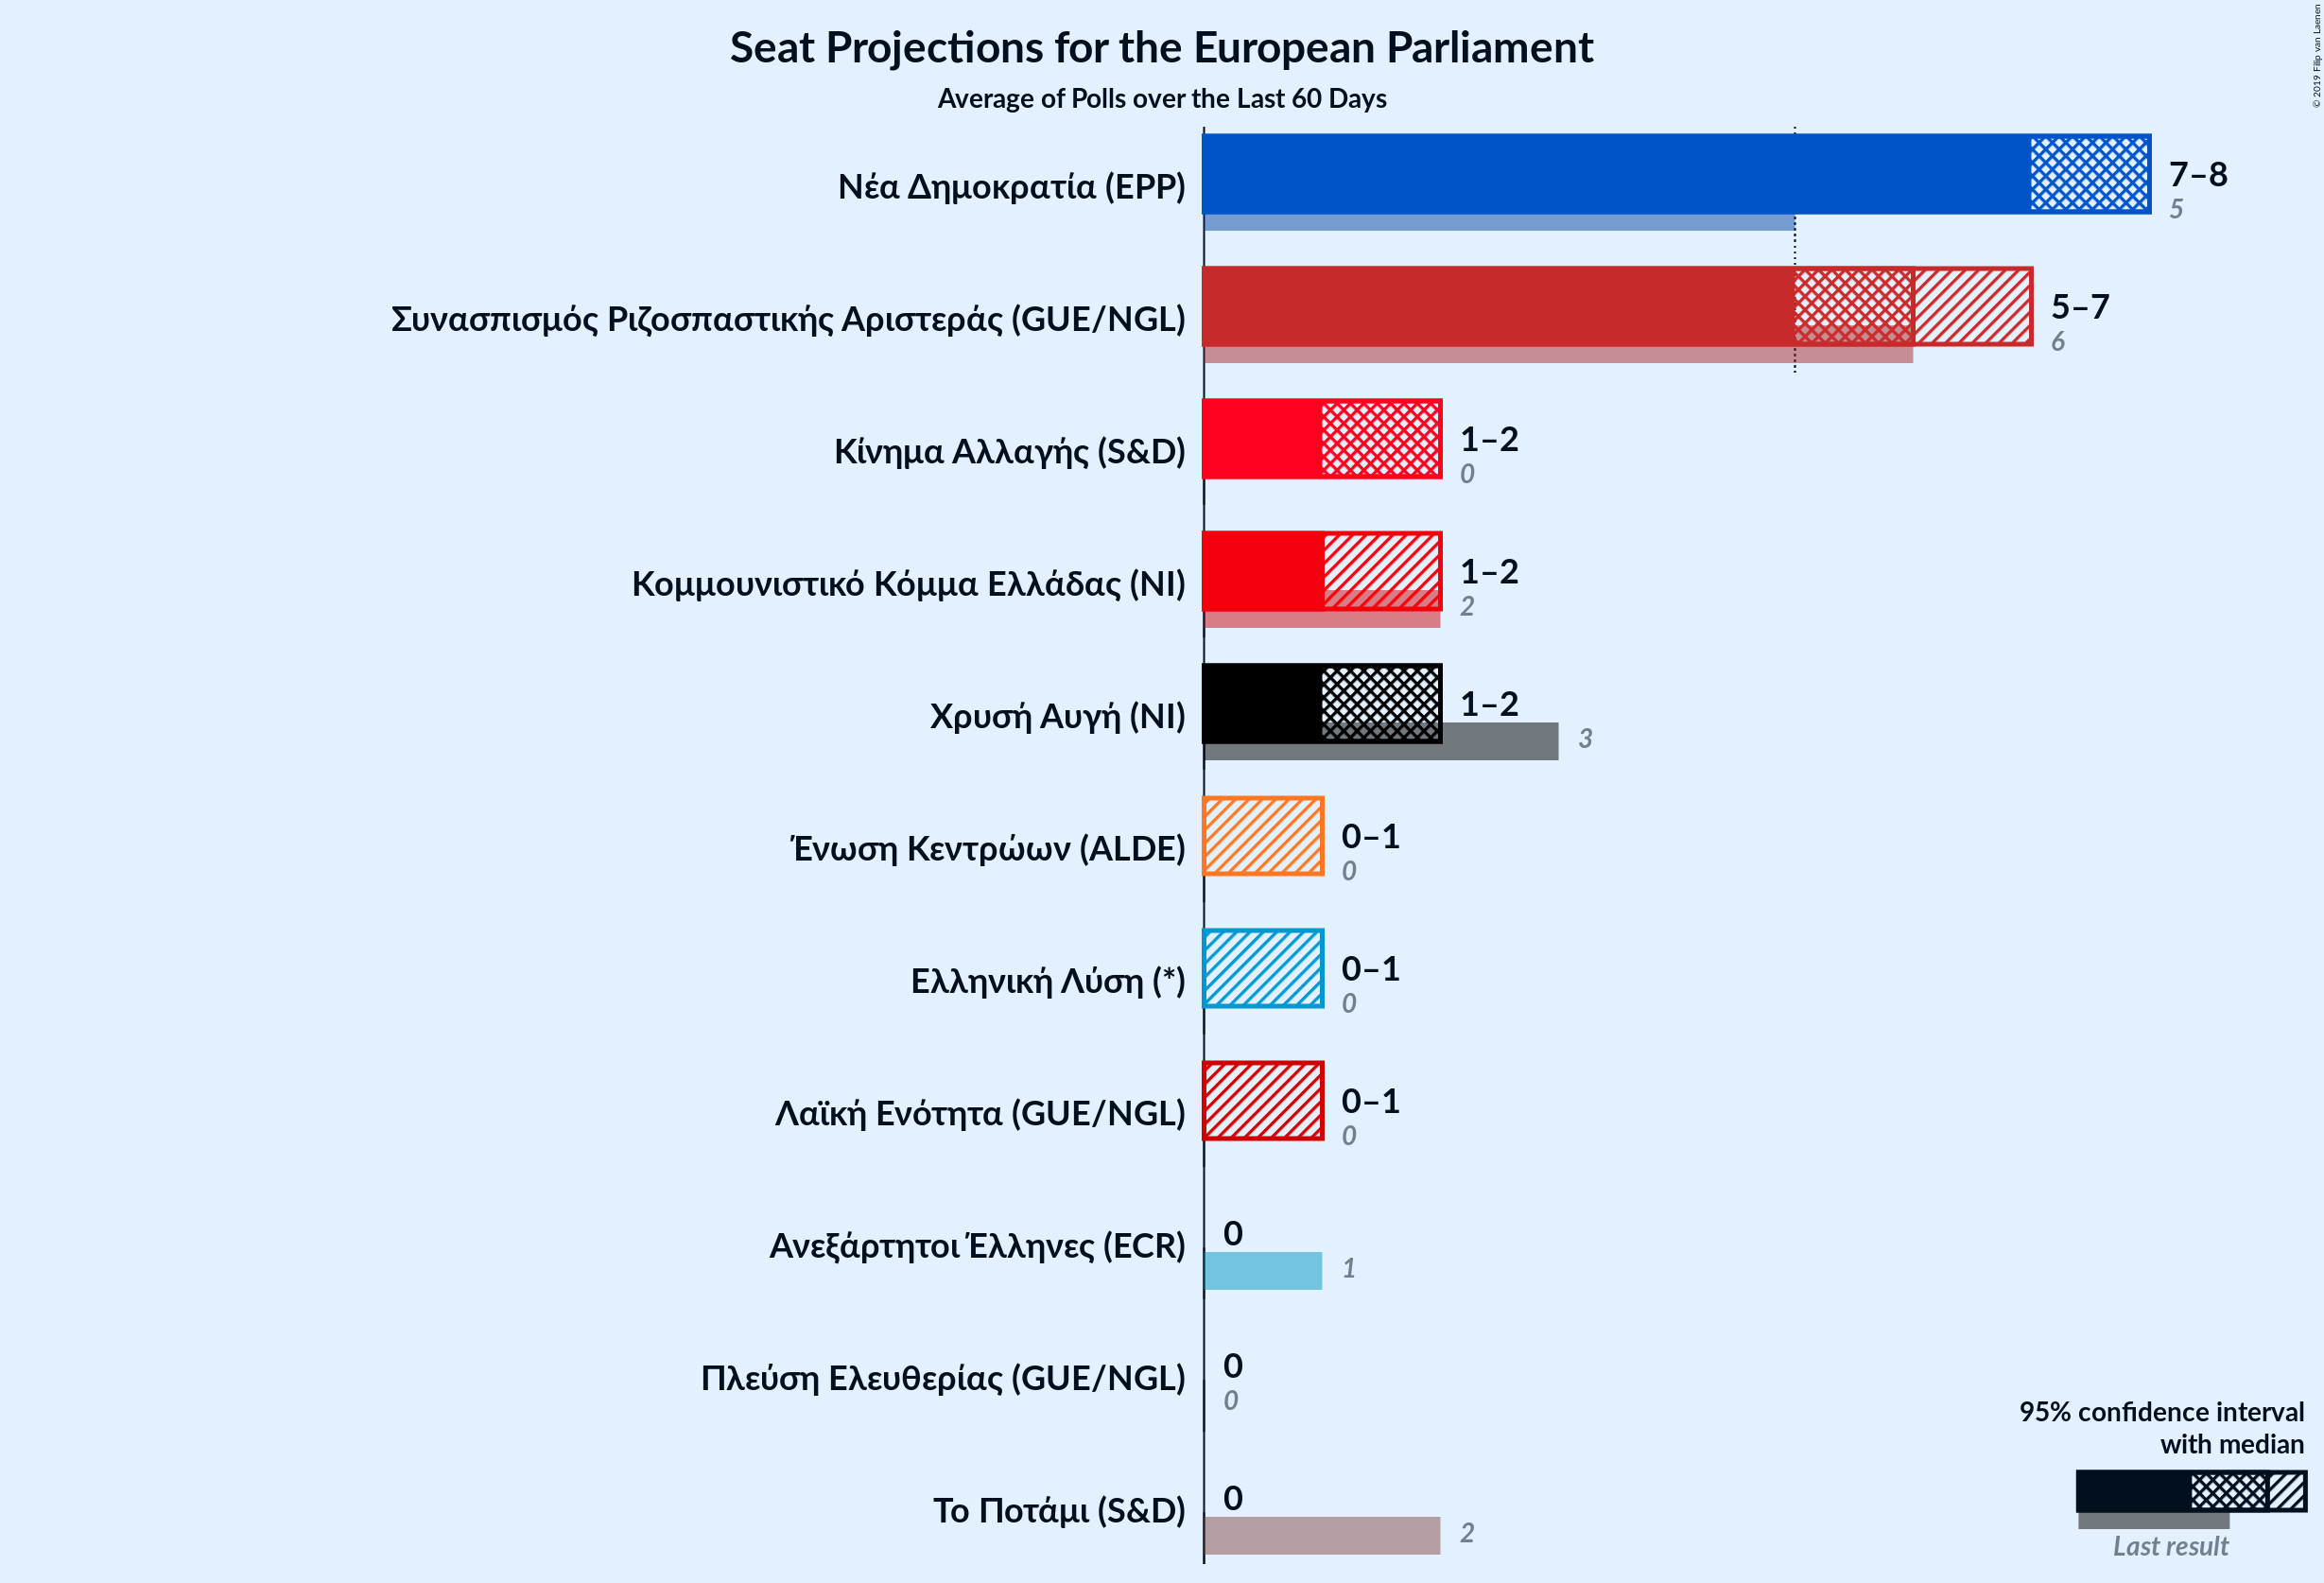 Seat Projections for the European Parliament
Average of Polls over the Last 60 Days
© 2019 Filip van Laenen
Νέα Δημοκρατία (EPP)
7–8
5
Συνασπισμός Ριζοσπαστικής Αριστεράς (GUE/NGL)
5–7
6
Κίνημα Αλλαγής (S&D)
1–2
0
Κομμουνιστικό Κόμμα Ελλάδας (NI)
1–2
2
Χρυσή Αυγή (NI)
1–2
3
Ένωση Κεντρώων (ALDE)
0–1
0
Ελληνική Λύση (*)
0–1
0
Λαϊκή Ενότητα (GUE/NGL)
0–1
0
Ανεξάρτητοι Έλληνες (ECR)
0
1
Πλεύση Ελευθερίας (GUE/NGL)
0
0
Το Ποτάμι (S&D)
0
2
95% confidence interval
with median
Last result